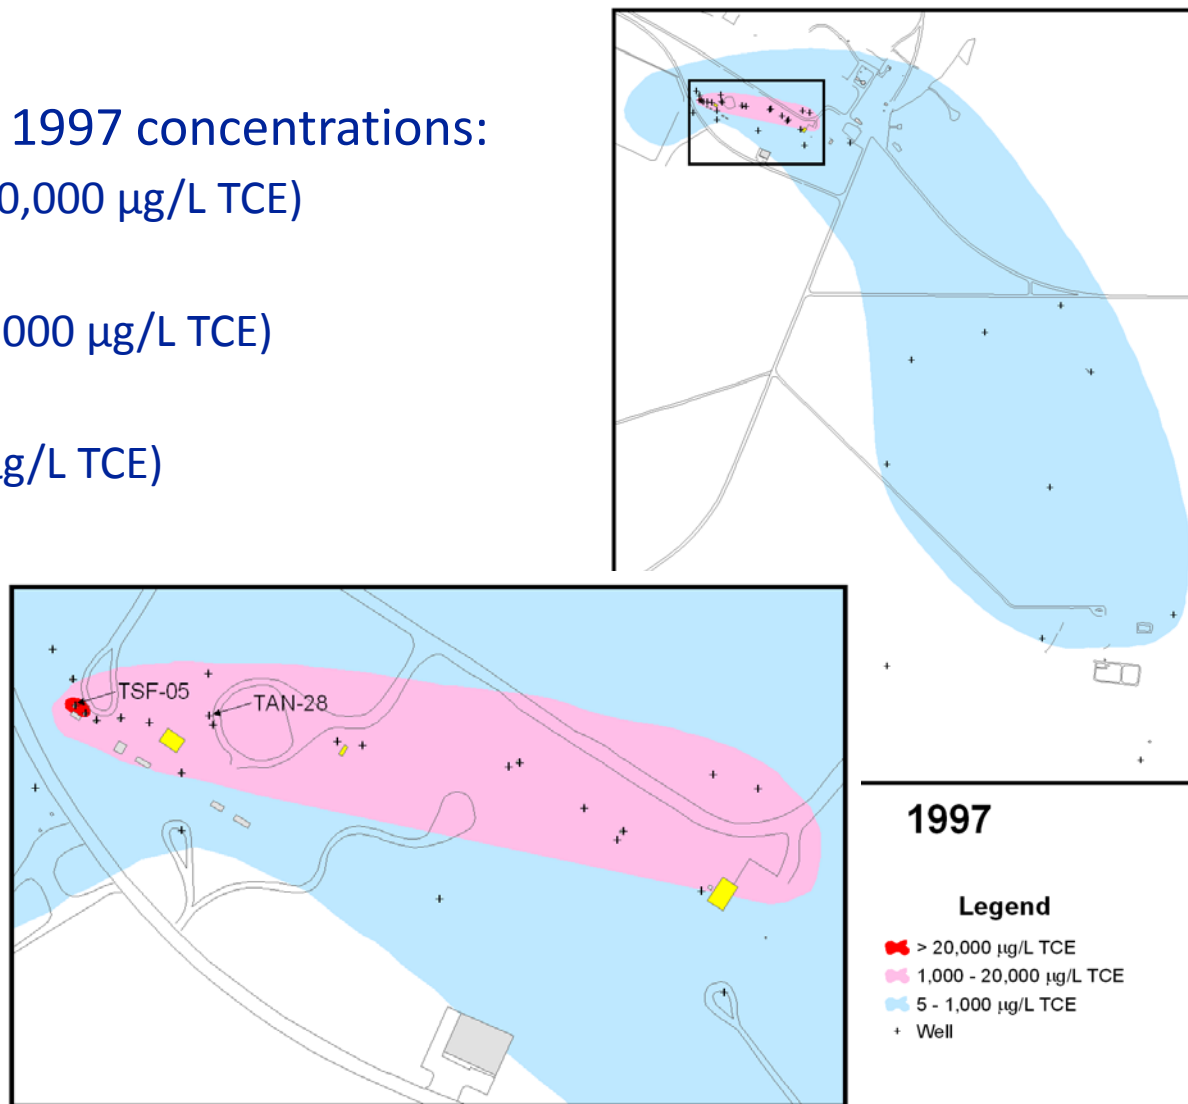 1997 concentrations:
0,000 µg/L TCE)
000 µg/L TCE)
g/L TCE)
TSF-05
TAN-28
1997
Legend
> 20,000 µg/L TCE
1,000 - 20,000 µg/L TCE
5 - 1,000 µg/L TCE
Well